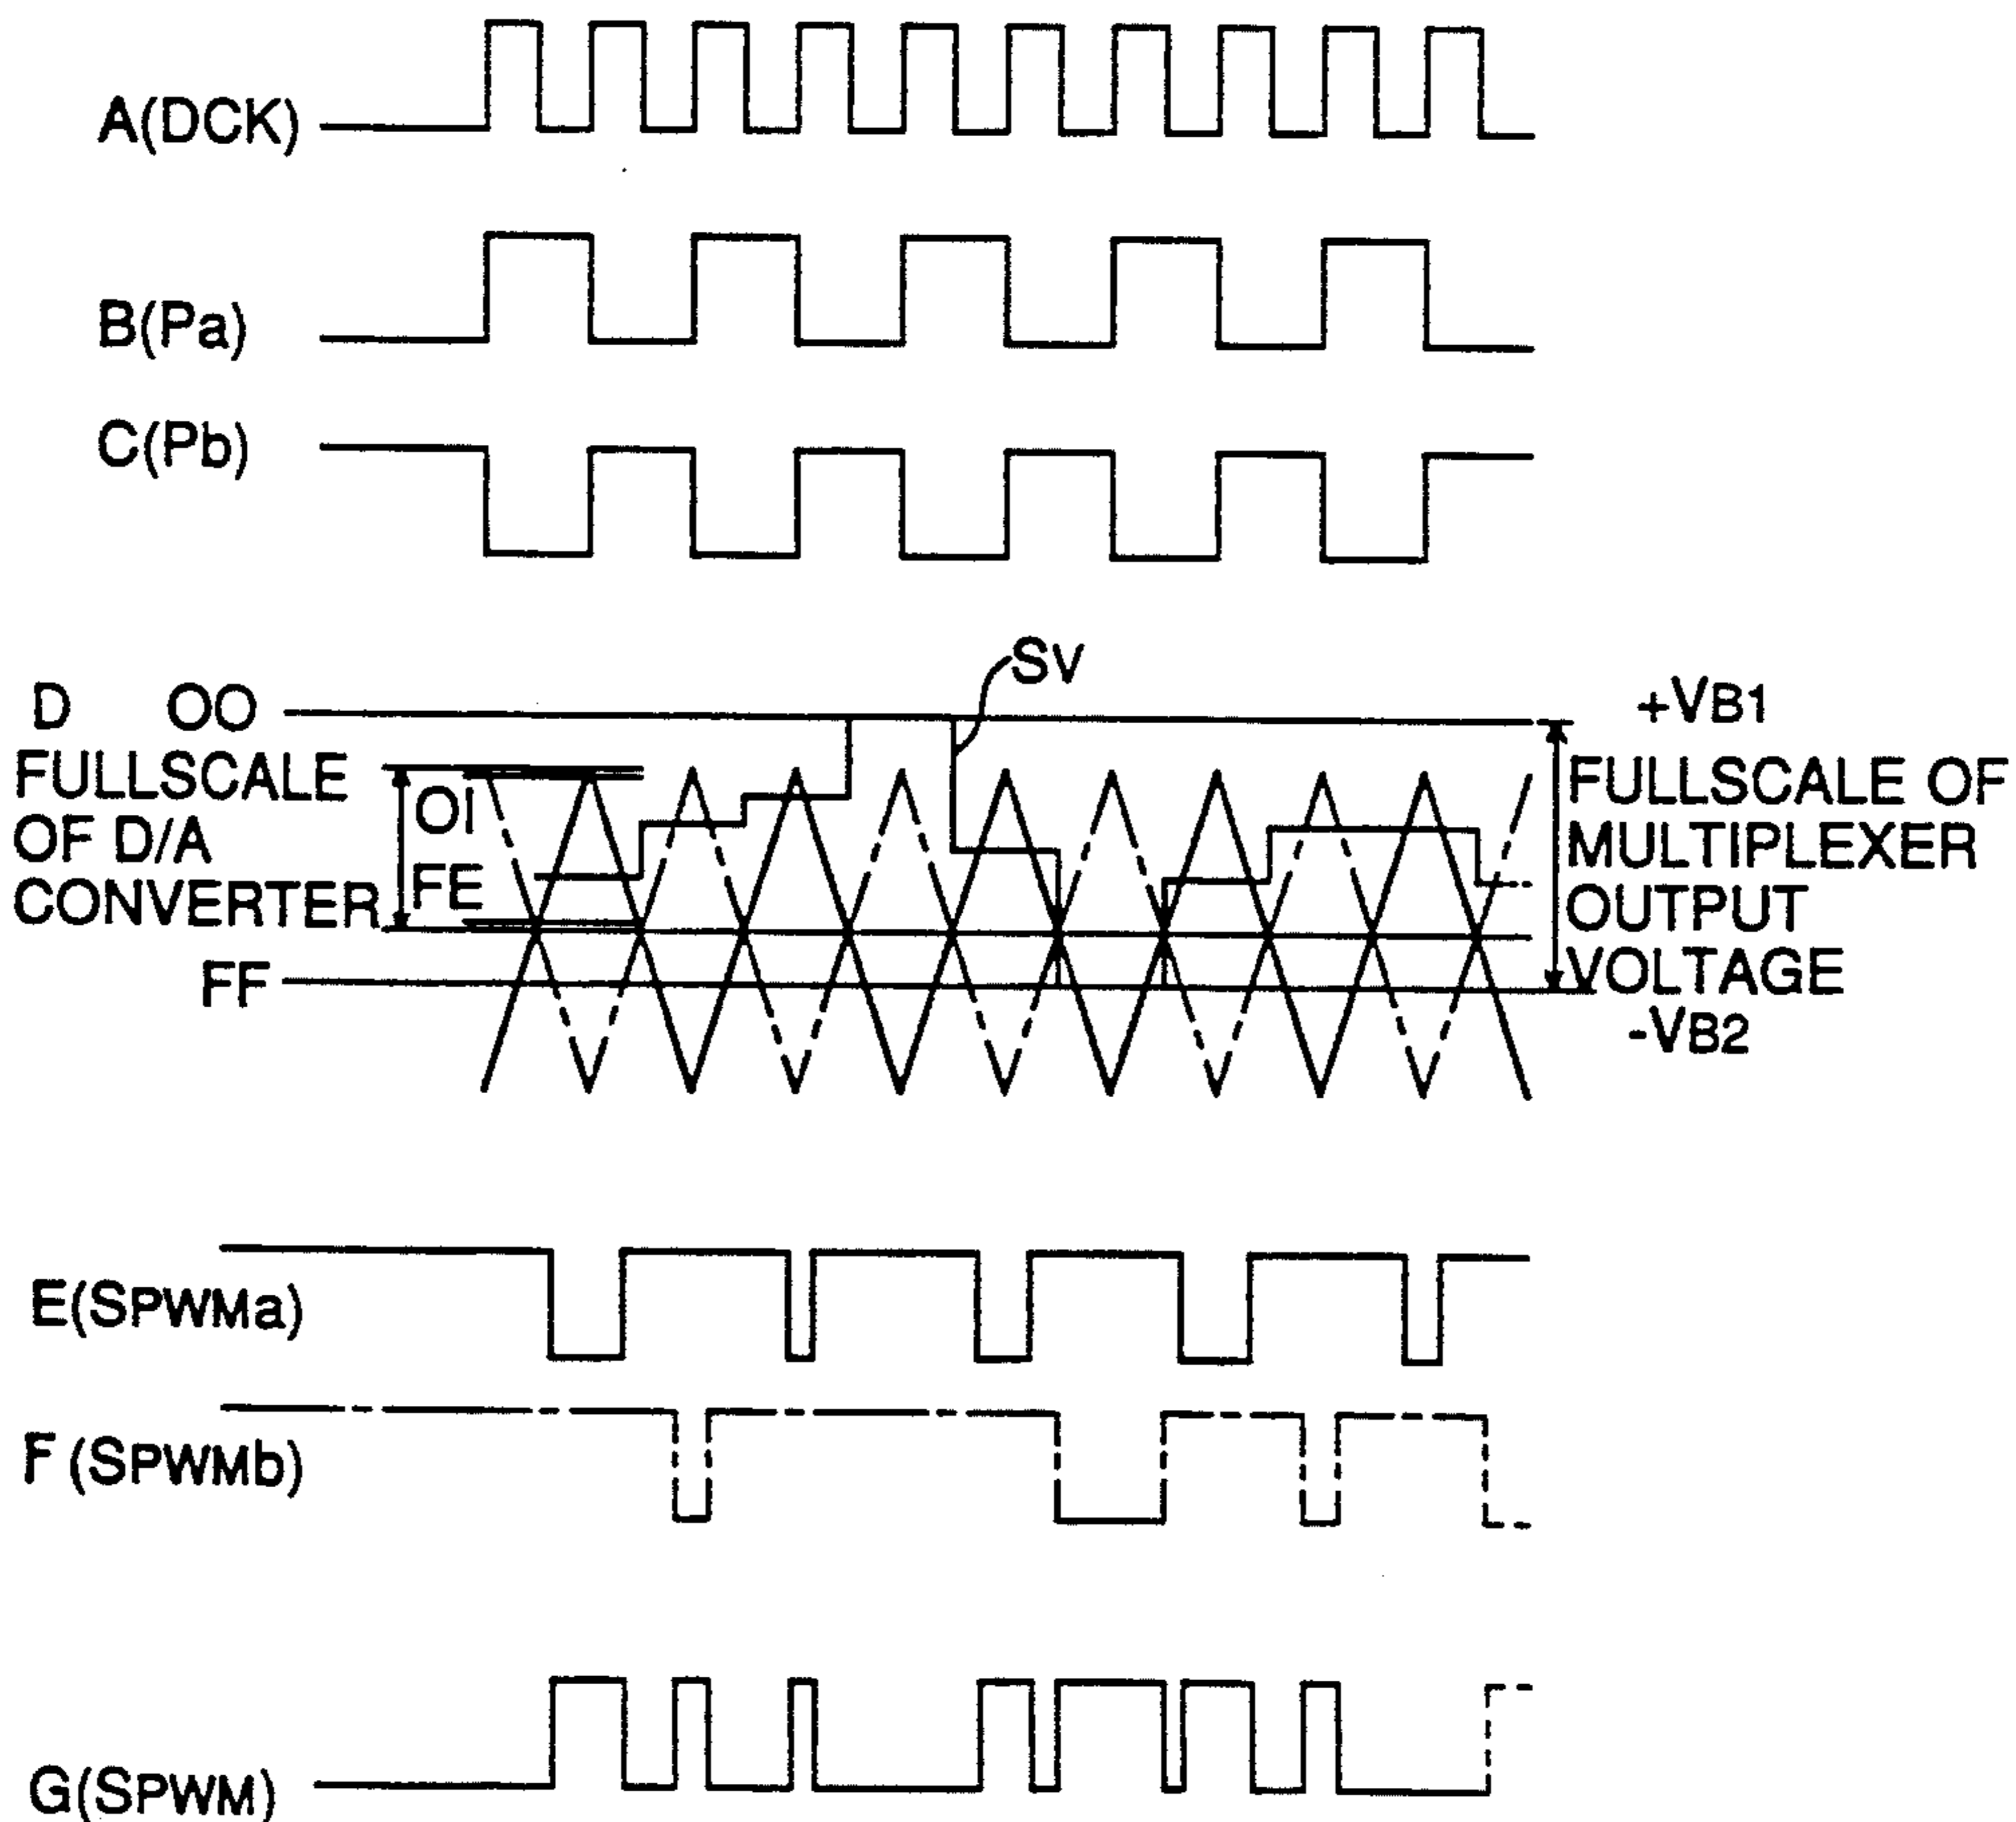 A(DCK)
B(Pa)
C(Pb)
SV
D OO
+VB1
FULLSCALE
OF D/A
CONVERTER
OI
FE
FULLSCALE OF
MULTIPLEXER
OUTPUT
VOLTAGE
FF
-VB2
E(SPWMa)
F(SPWMb)
G(SPWM)